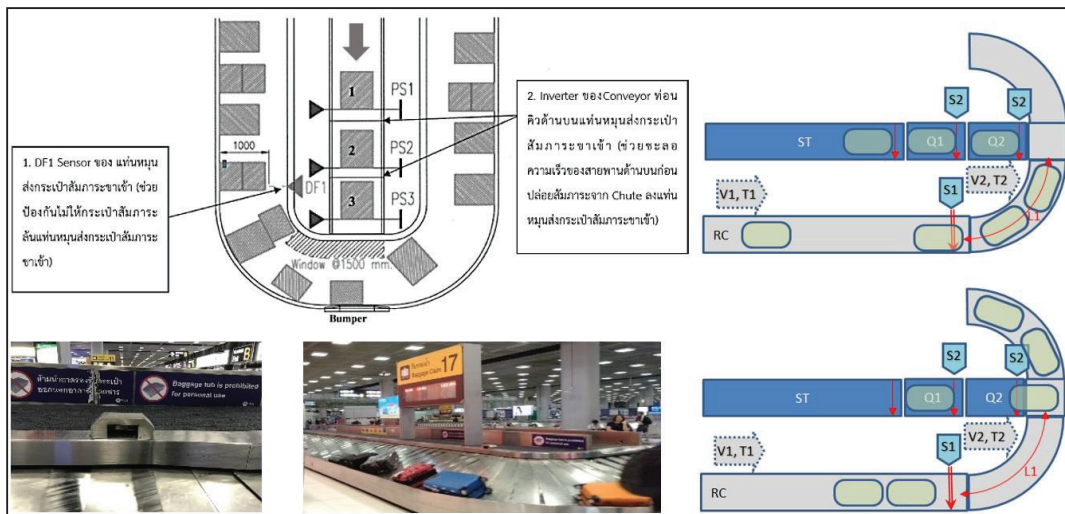 1. DF1 Sensor ของ แท่นหมุน
ส่งกระเป๋าสัมภาระขาเข้า (ช่วย
ป้องกันไม่ให้กระเป๋าสัมภาระ
ล้นแท่นหมุนส่งกระเป๋าสัมภาระ
ขาเข้า)
1000
DF1
1
2
3
PS1
PS2
PS3
Window @1500 mm.
Bumper
2. Inverter ของConveyor ท่อน
คิวด้านบนแท่นหมุนส่งกระเป๋า
สัมภาระขาเข้า (ช่วยชะลอ
ความเร็วของสายพานด้านบนก่อน
ปล่อยสัมภาระจาก Chute ลงแท่น
หมุนส่งกระเป๋าสัมภาระขาเข้า)
S2
S2
ST
Q1
Q2
V1, T1
S1
V2, T2
L1
RC
S2
S2
ST
Q1
Q2
V1, T1
S1
V2, T2
L1
RC
Baggage tub is prohibited
for personal use
Baggage Claim
17